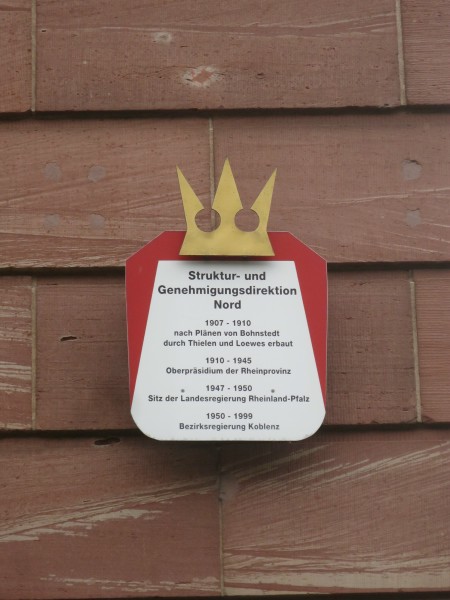 Struktur- und
Genehmigungsdirektion
Nord
1907 - 1910
nach Plänen von Bohnstedt
durch Thielen und Loewes erbaut
1910 - 1945
Oberpräsidium der Rheinprovinz
1947 - 1950
Sitz der Landesregierung Rheinland-Pfalz
1950 - 1999
Bezirksregierung Koblenz